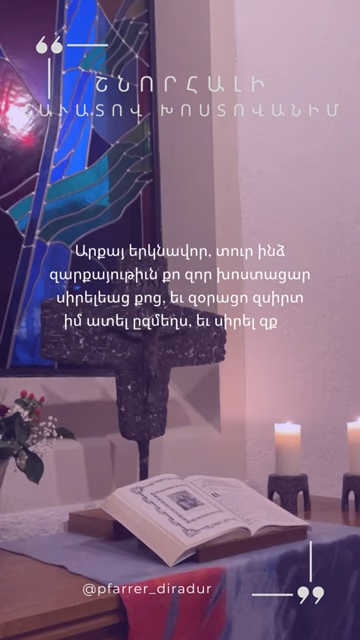 ՇՆՈՐՀԱԼԻ
ՀԱՒԱՏՈՎ ԽՈՍՏՈՎԱՆԻՄ
Արքայ երկնավոր, տուր ինձ
զարքայութիւն քո զոր խոստացար
սիրելեաց քոց, եւ զօրացո զսիրտ
իմ ատել ըզմեղս, եւ սիրել զք
@pfarrer_diradur